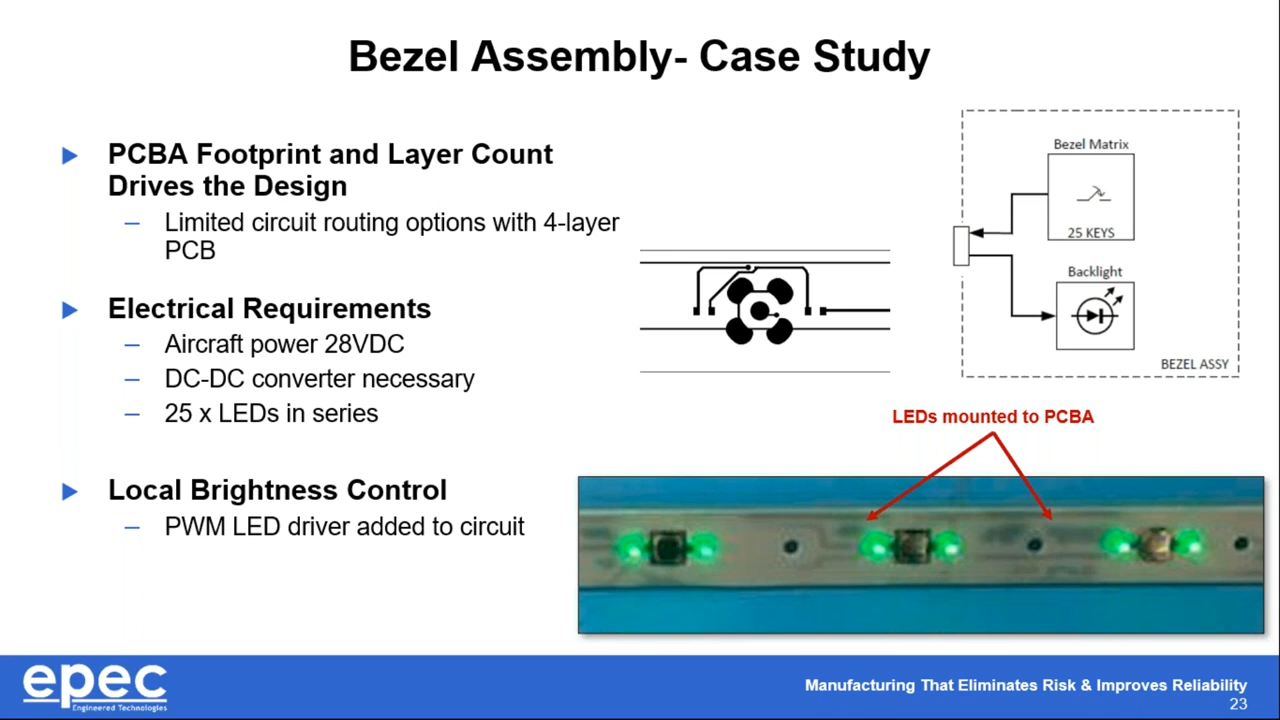 Bezel Assembly- Case Study
PCBA Footprint and Layer Count
Drives the Design
– Limited circuit routing options with 4-layer
PCB
Electrical Requirements
– Aircraft power 28VDC
– DC-DC converter necessary
– 25 x LEDs in series
Local Brightness Control
– PWM LED driver added to circuit
Bezel Matrix
25 KEYS
Backlight
BEZEL ASSY
LEDs mounted to PCBA
epec
Engineered Technologies
Manufacturing That Eliminates Risk & Improves Reliability
23